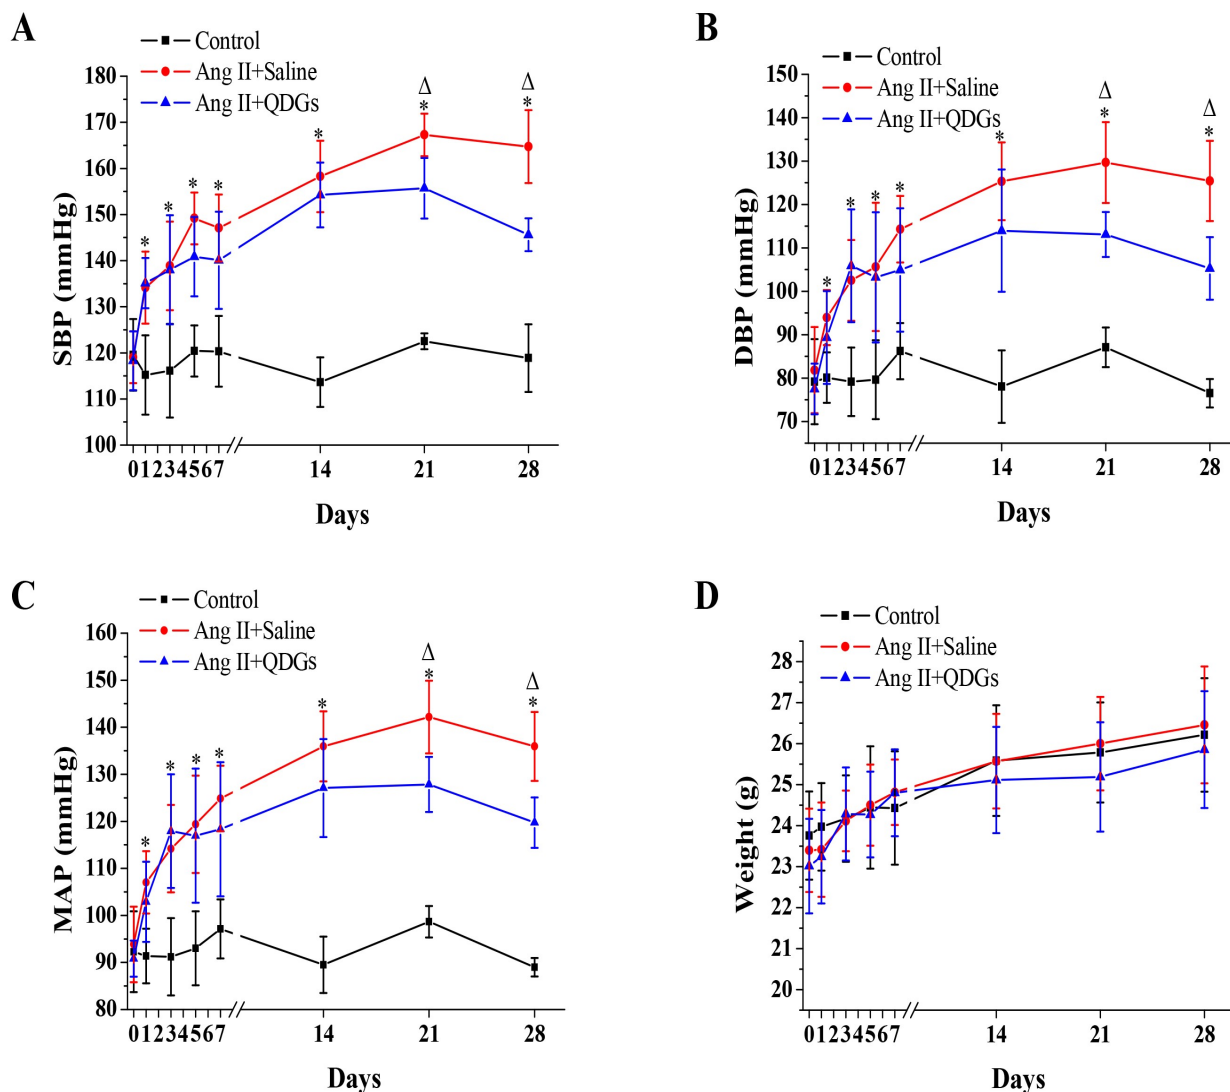 A
Control
Ang II+Saline
Ang II+QDGs
SBP (mmHg)
180
170
160
150
140
130
120
110
100
* * * * * Δ * Δ *
0 1 2 3 4 5 6 7 // 14 21 28
Days
B
Control
Ang II+Saline
Ang II+QDGs
DBP (mmHg)
150
140
130
120
110
100
90
80
70
* * * * * Δ * Δ *
0 1 2 3 4 5 6 7 // 14 21 28
Days
C
Control
Ang II+Saline
Ang II+QDGs
MAP (mmHg)
160
150
140
130
120
110
100
90
80
* * * * * Δ * Δ *
0 1 2 3 4 5 6 7 // 14 21 28
Days
D
Control
Ang II+Saline
Ang II+QDGs
Weight (g)
28
27
26
25
24
23
22
21
20
0 1 2 3 4 5 6 7 // 14 21 28
Days